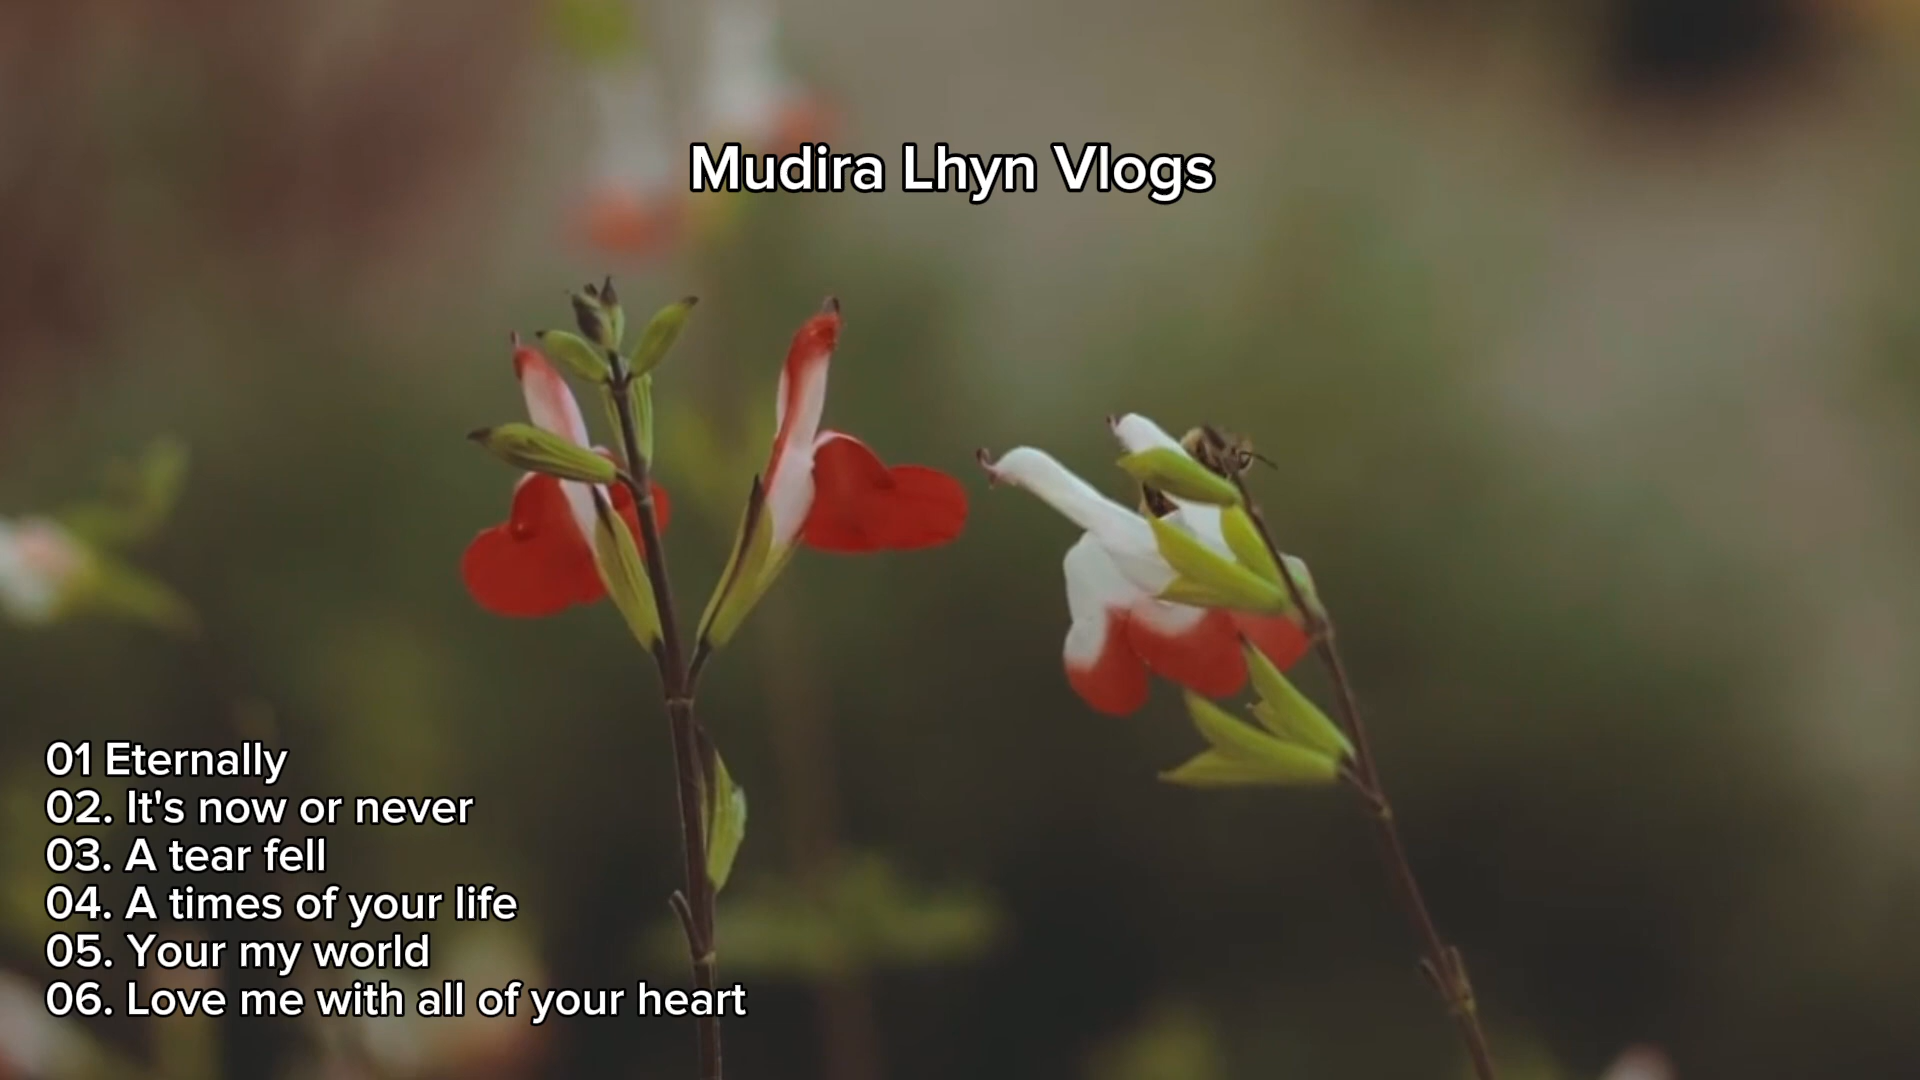 Mudira Lhyn Vlogs
01 Eternally
02. It's now or never
03. A tear fell
04. A times of your life
05. Your my world
06. Love me with all of your heart